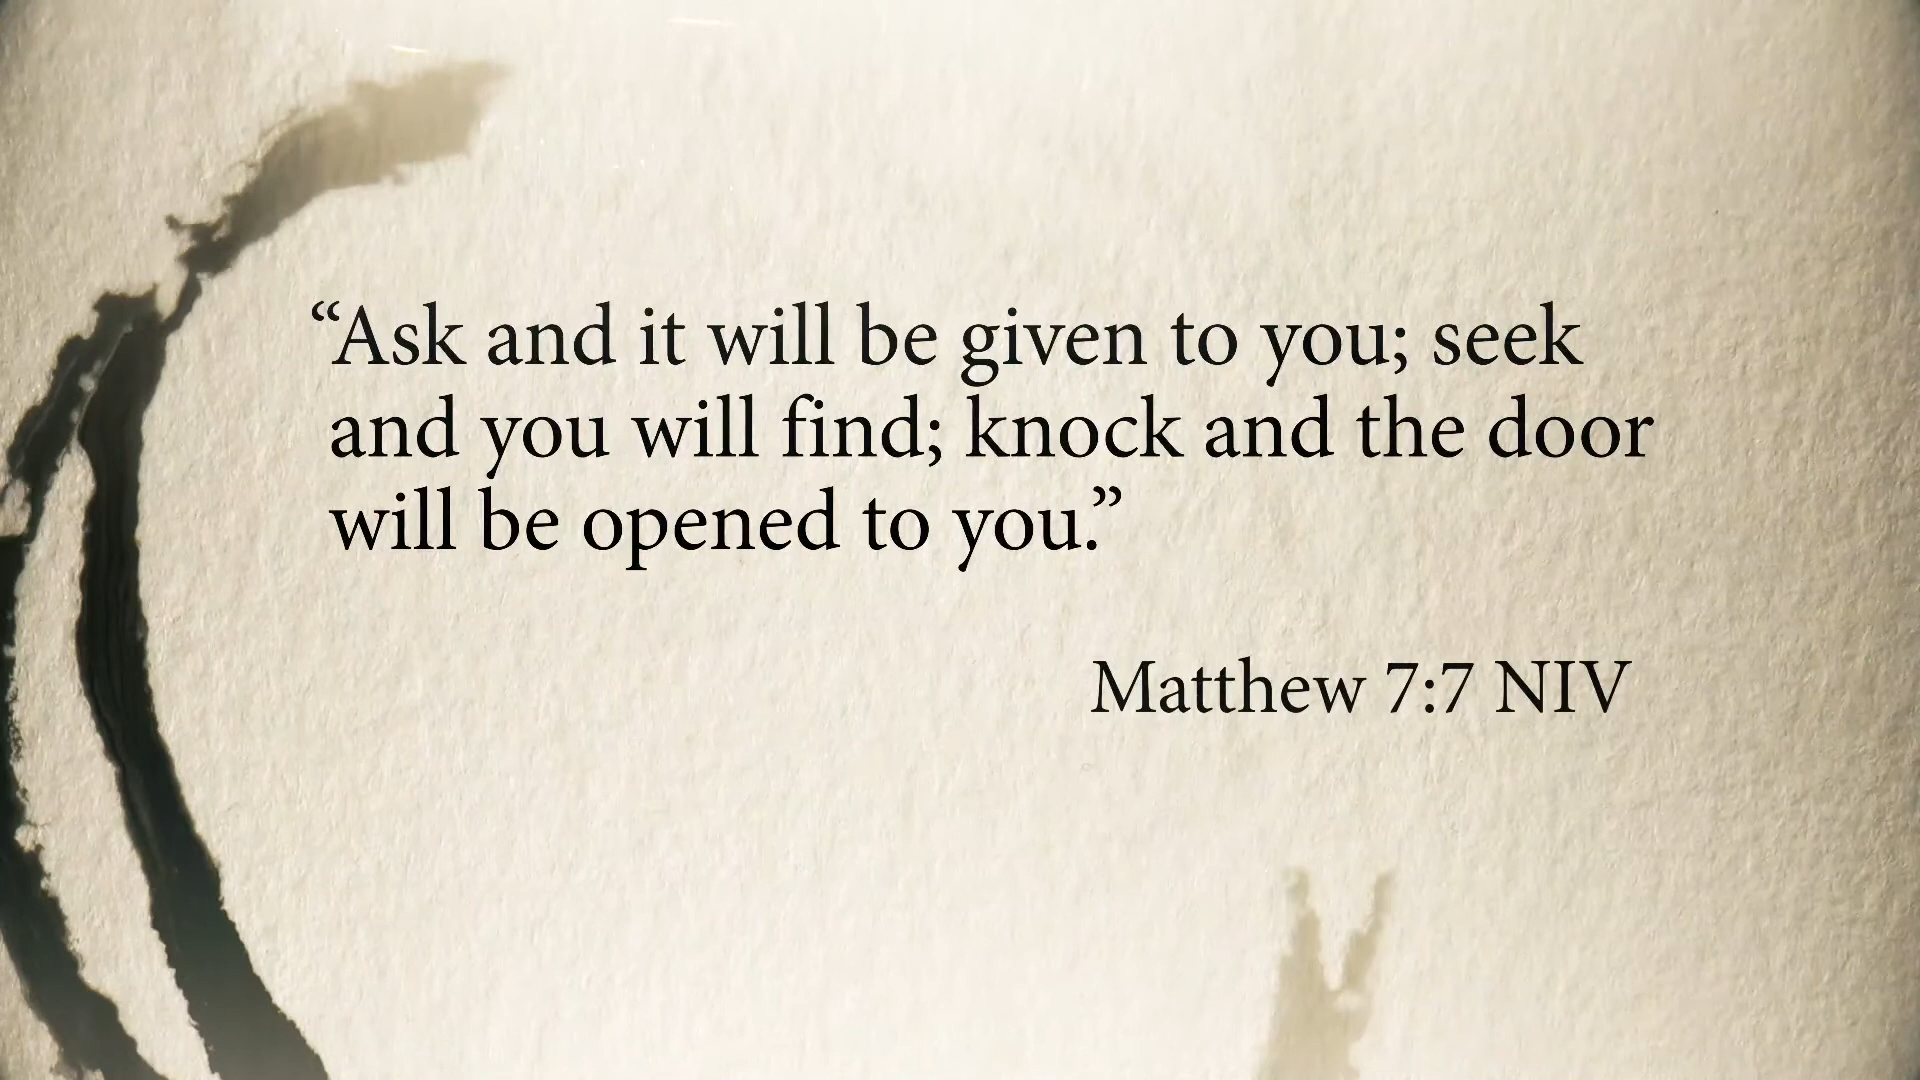 “Ask and it will be given to you; seek
and you will find; knock and the door
will be opened to you.”
Matthew 7:7 NIV